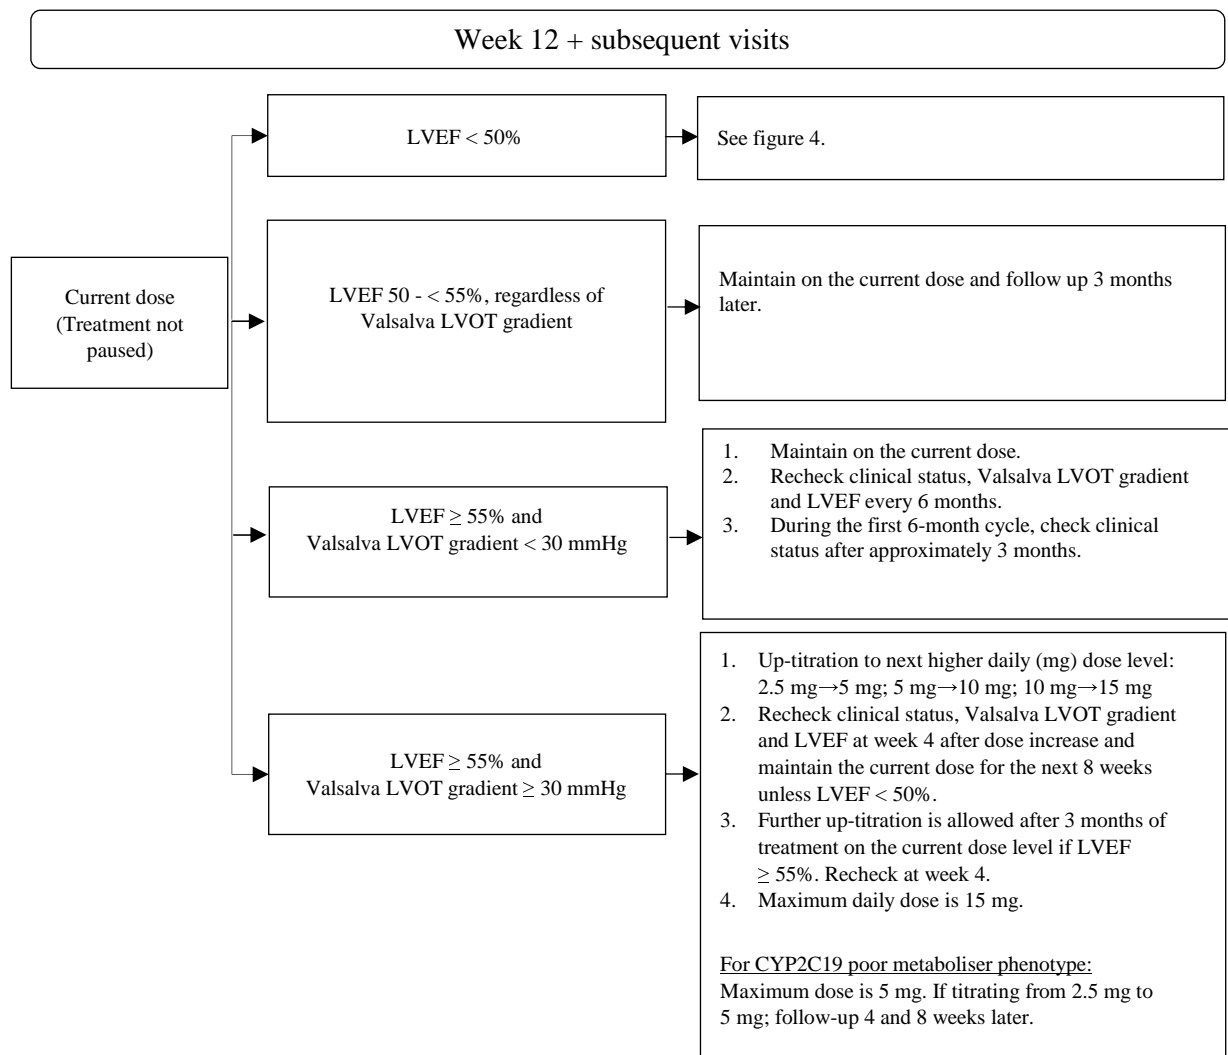 Week 12 + subsequent visits
LVEF < 50%
See figure 4.
Current dose
(Treatment not
paused)
LVEF 50 - < 55%, regardless of
Valsalva LVOT gradient
Maintain on the current dose and follow up 3 months
later.
LVEF ≥ 55% and
Valsalva LVOT gradient < 30 mmHg
1. Maintain on the current dose.
2. Recheck clinical status, Valsalva LVOT gradient
and LVEF every 6 months.
3. During the first 6-month cycle, check clinical
status after approximately 3 months.
LVEF ≥ 55% and
Valsalva LVOT gradient ≥ 30 mmHg
1. Up-titration to next higher daily (mg) dose level:
2.5 mg→5 mg; 5 mg→10 mg; 10 mg→15 mg
2. Recheck clinical status, Valsalva LVOT gradient
and LVEF at week 4 after dose increase and
maintain the current dose for the next 8 weeks
unless LVEF < 50%.
3. Further up-titration is allowed after 3 months of
treatment on the current dose level if LVEF
≥ 55%. Recheck at week 4.
4. Maximum daily dose is 15 mg.
For CYP2C19 poor metaboliser phenotype:
Maximum dose is 5 mg. If titrating from 2.5 mg to
5 mg; follow-up 4 and 8 weeks later.